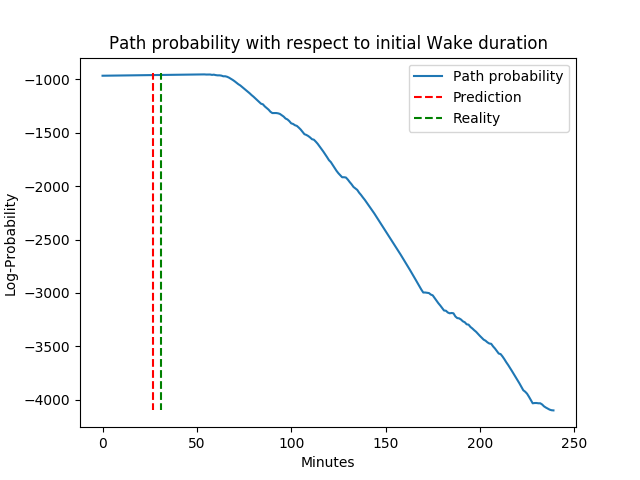 Path probability with respect to initial Wake duration
Path probability
Prediction
Reality
Log-Probability
−1000
−1500
−2000
−2500
−3000
−3500
−4000
0 50 100 150 200 250
Minutes